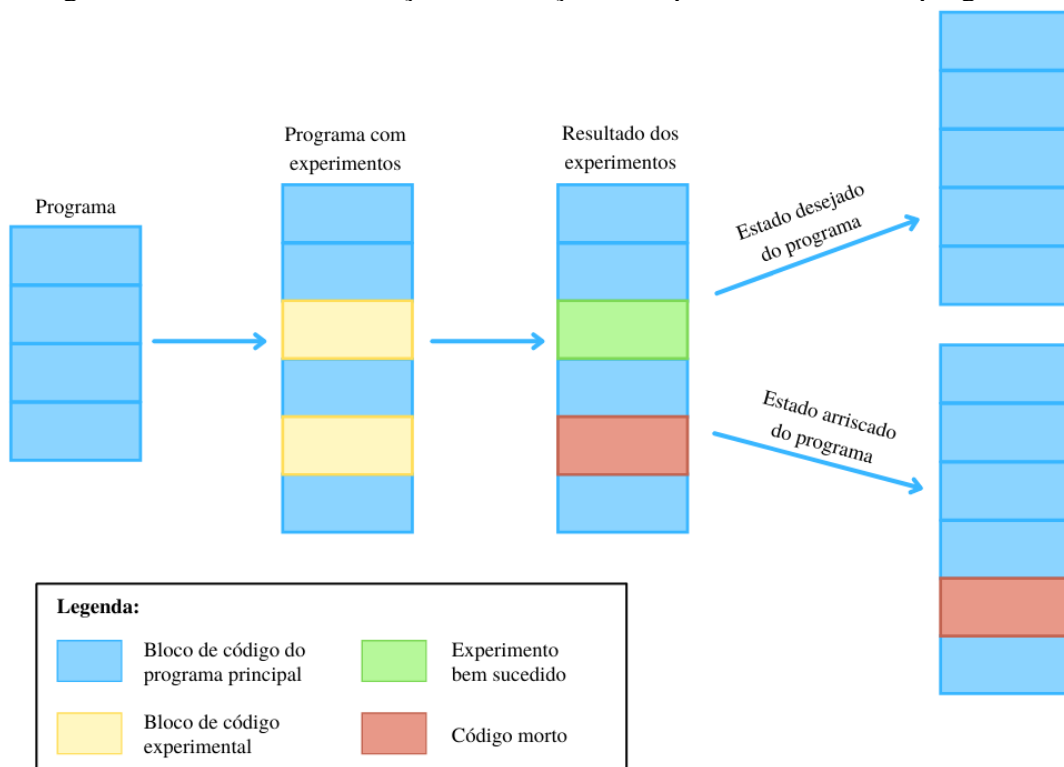 Programa
Programa com
experimentos
Resultado dos
experimentos
Estado desejado
do programa
Estado arriscado
do programa
Legenda:
Bloco de código do
programa principal
Experimento
bem sucedido
Bloco de código
experimental
Código morto